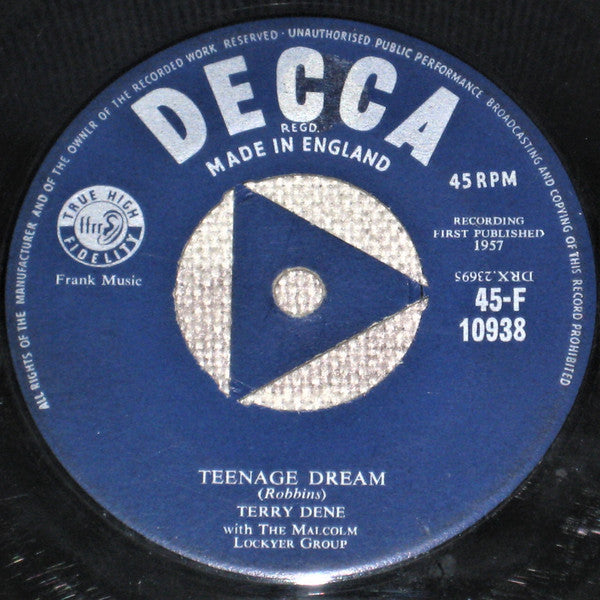 ALL RIGHTS OF THE MANUFACTURER AND OF THE OWNER OF THE RECORDED WORK RESERVED · UNAUTHORISED PUBLIC PERFORMANCE BROADCASTING AND COPYING OF THIS RECORD PROHIBITED
DECCA
REGD.
MADE IN ENGLAND
45 RPM
TRUE HIGH
ffrr
FIDELITY
Frank Music
RECORDING
FIRST PUBLISHED
1957
DRX.23695
45-F
10938
TEENAGE DREAM
(Robbins)
TERRY DENE
with THE MALCOLM
LOCKYER GROUP